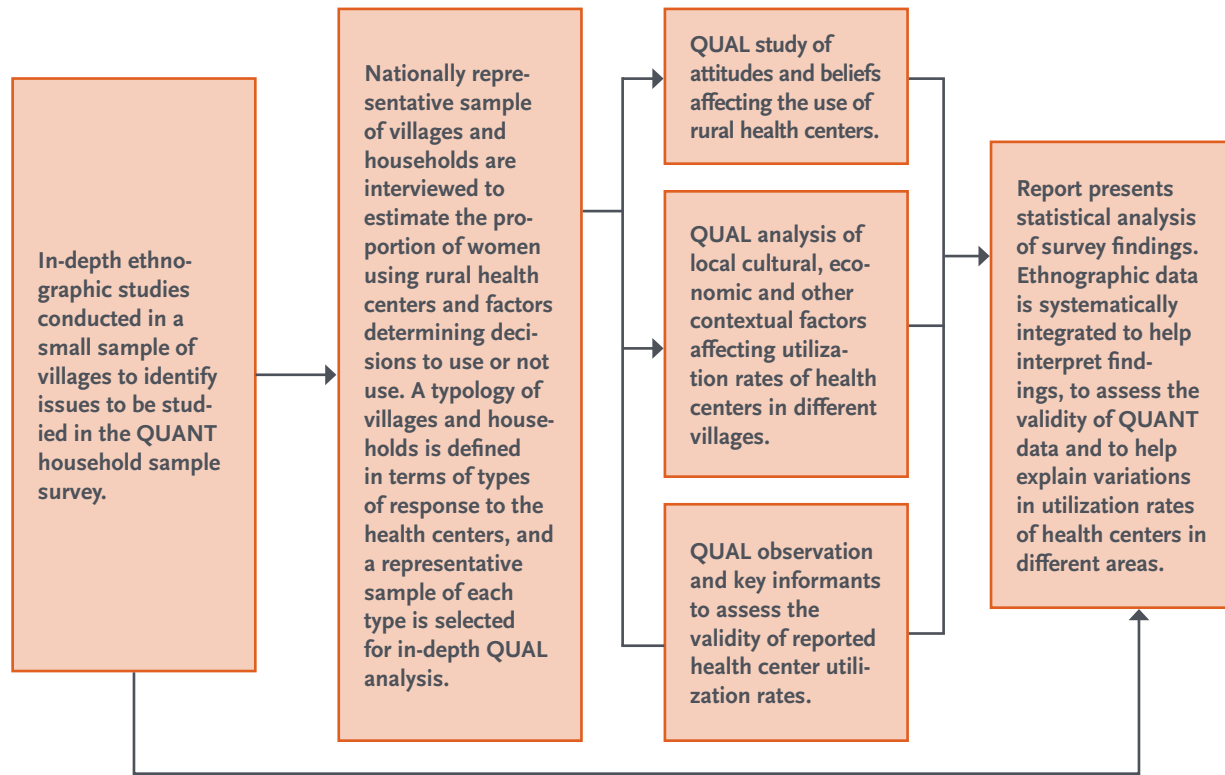 In-depth ethno-
graphic studies
conducted in a
small sample of
villages to identify
issues to be stud-
ied in the QUANT
household sample
survey.
Nationally repre-
sentative sample
of villages and
households are
interviewed to
estimate the pro-
portion of women
using rural health
centers and factors
determining deci-
sions to use or not
use. A typology of
villages and house-
holds is defined
in terms of types
of response to the
health centers, and
a representative
sample of each
type is selected
for in-depth QUAL
analysis.
QUAL study of
attitudes and beliefs
affecting the use of
rural health centers.
QUAL analysis of
local cultural, eco-
nomic and other
contextual factors
affecting utiliza-
tion rates of health
centers in different
villages.
QUAL observation
and key informants
to assess the
validity of reported
health center utili-
zation rates.
Report presents
statistical analysis
of survey findings.
Ethnographic data
is systematically
integrated to help
interpret find-
ings, to assess the
validity of QUANT
data and to help
explain variations
in utilization rates
of health centers in
different areas.